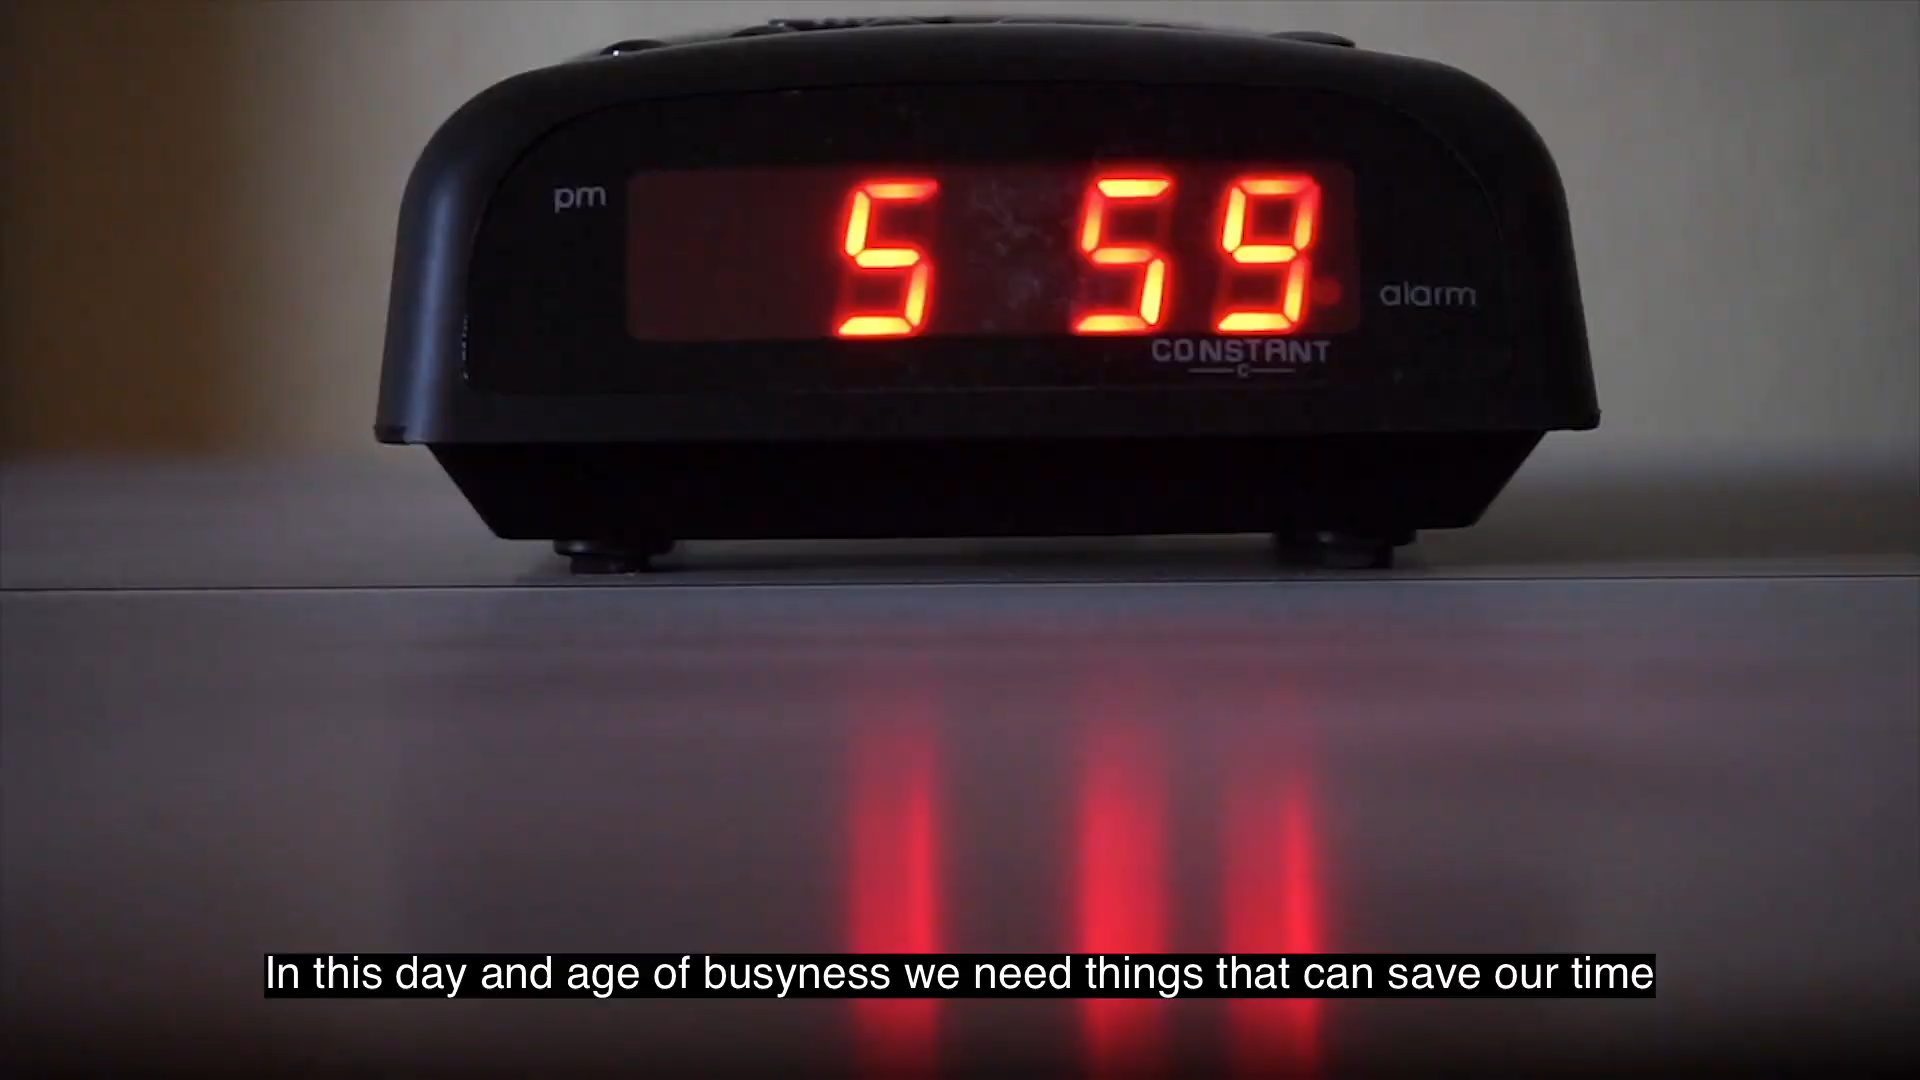 pm
5 59
alarm
CONSTANT
C
In this day and age of busyness we need things that can save our time